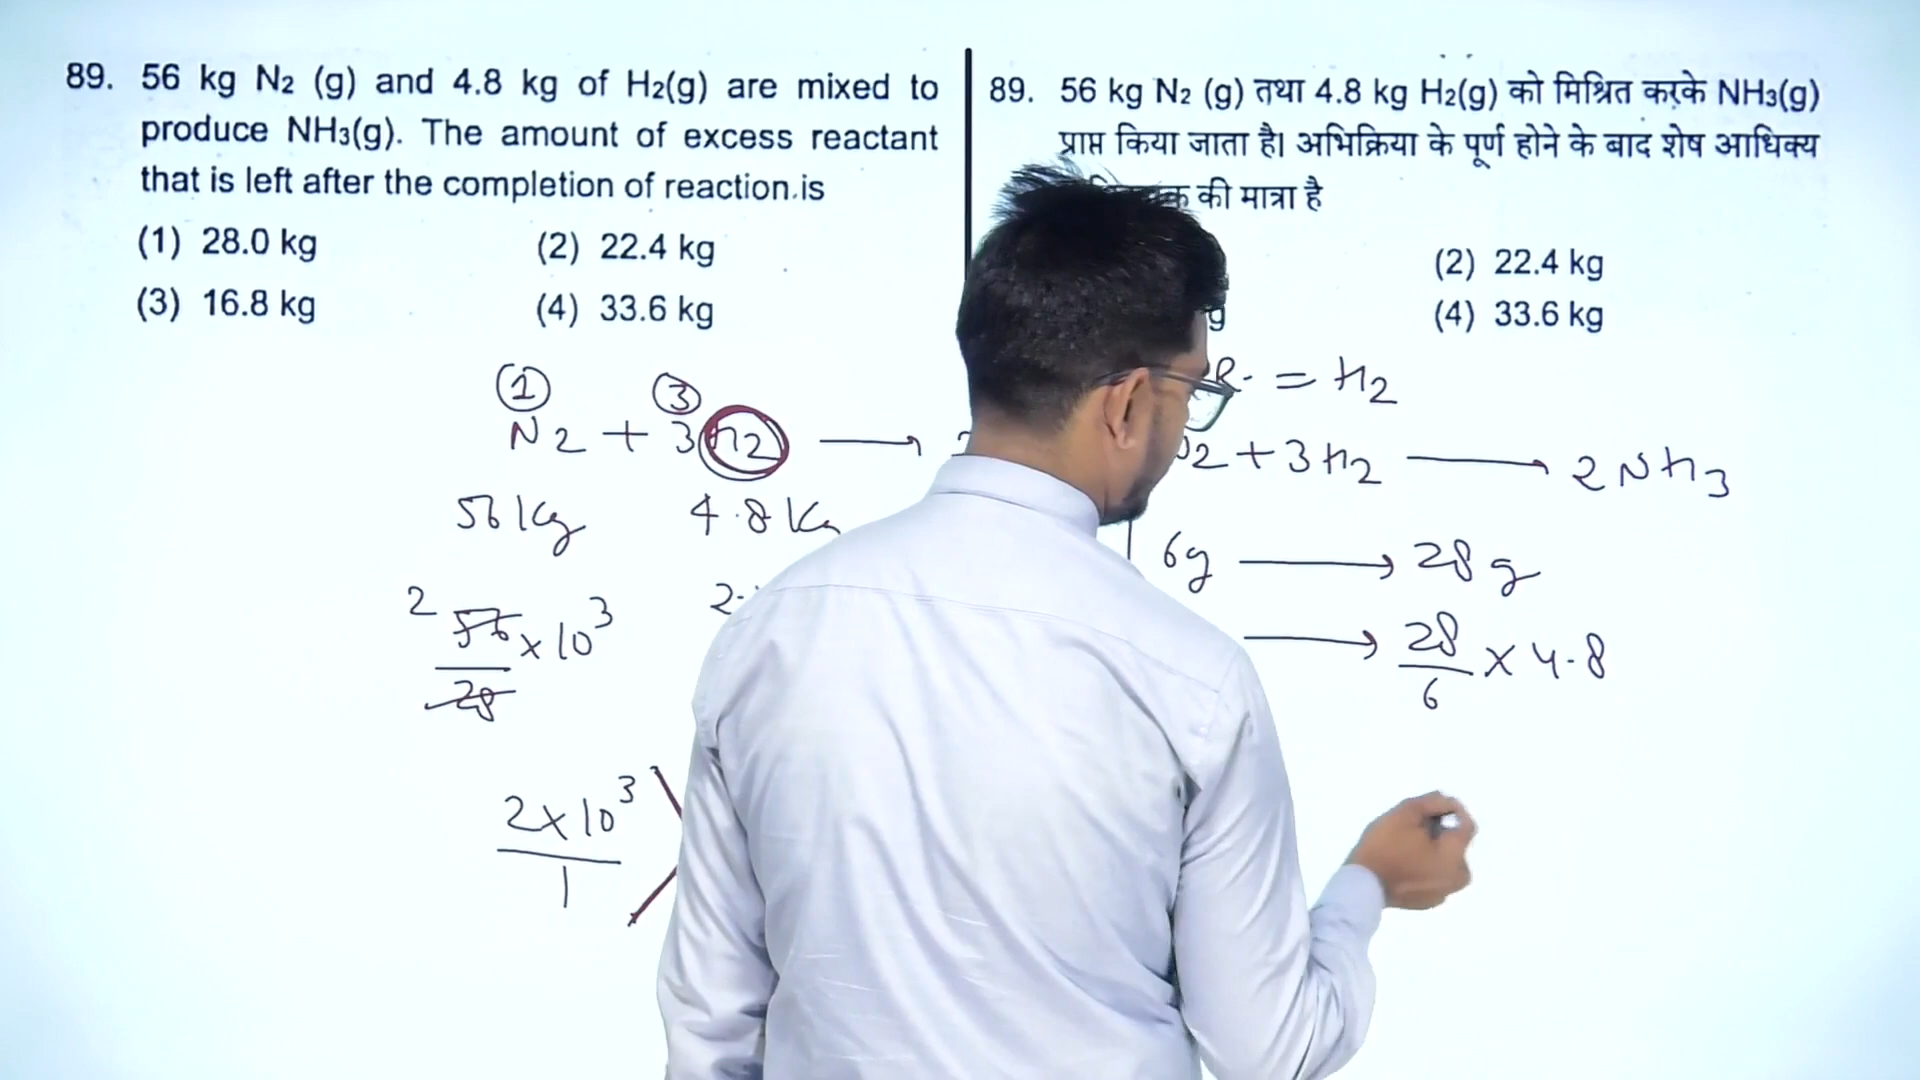 89. 56 kg N2 (g) and 4.8 kg of H2(g) are mixed to
produce NH3(g). The amount of excess reactant
that is left after the completion of reaction.is
(1) 28.0 kg (2) 22.4 kg
(3) 16.8 kg (4) 33.6 kg
89. 56 kg N2 (g) तथा 4.8 kg H2(g) को मिश्रित करके NH3(g)
प्राप्त किया जाता है। अभिक्रिया के पूर्ण होने के बाद शेष आधिक्य
की मात्रा है
(2) 22.4 kg
(4) 33.6 kg
1 3
N2 + 3H2 →
56 kg 4.8 Kg
2 56 x 10³
28
2 x 10³
1
R. = H2
2 + 3H2 → 2NH3
6g → 28 g
→ 28 x 4.8
6